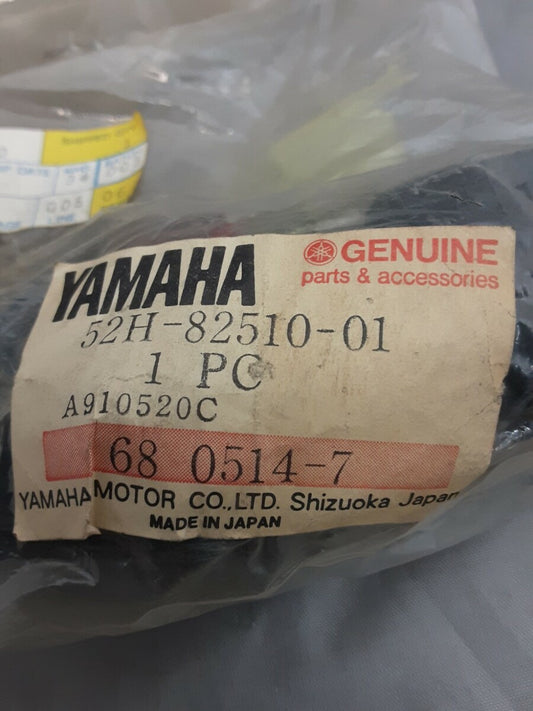 YAMAHA
GENUINE
parts & accessories
52H-82510-01
1 PC
A910520C
68 0514-7
YAMAHA MOTOR CO.,LTD. Shizuoka Japan
MADE IN JAPAN